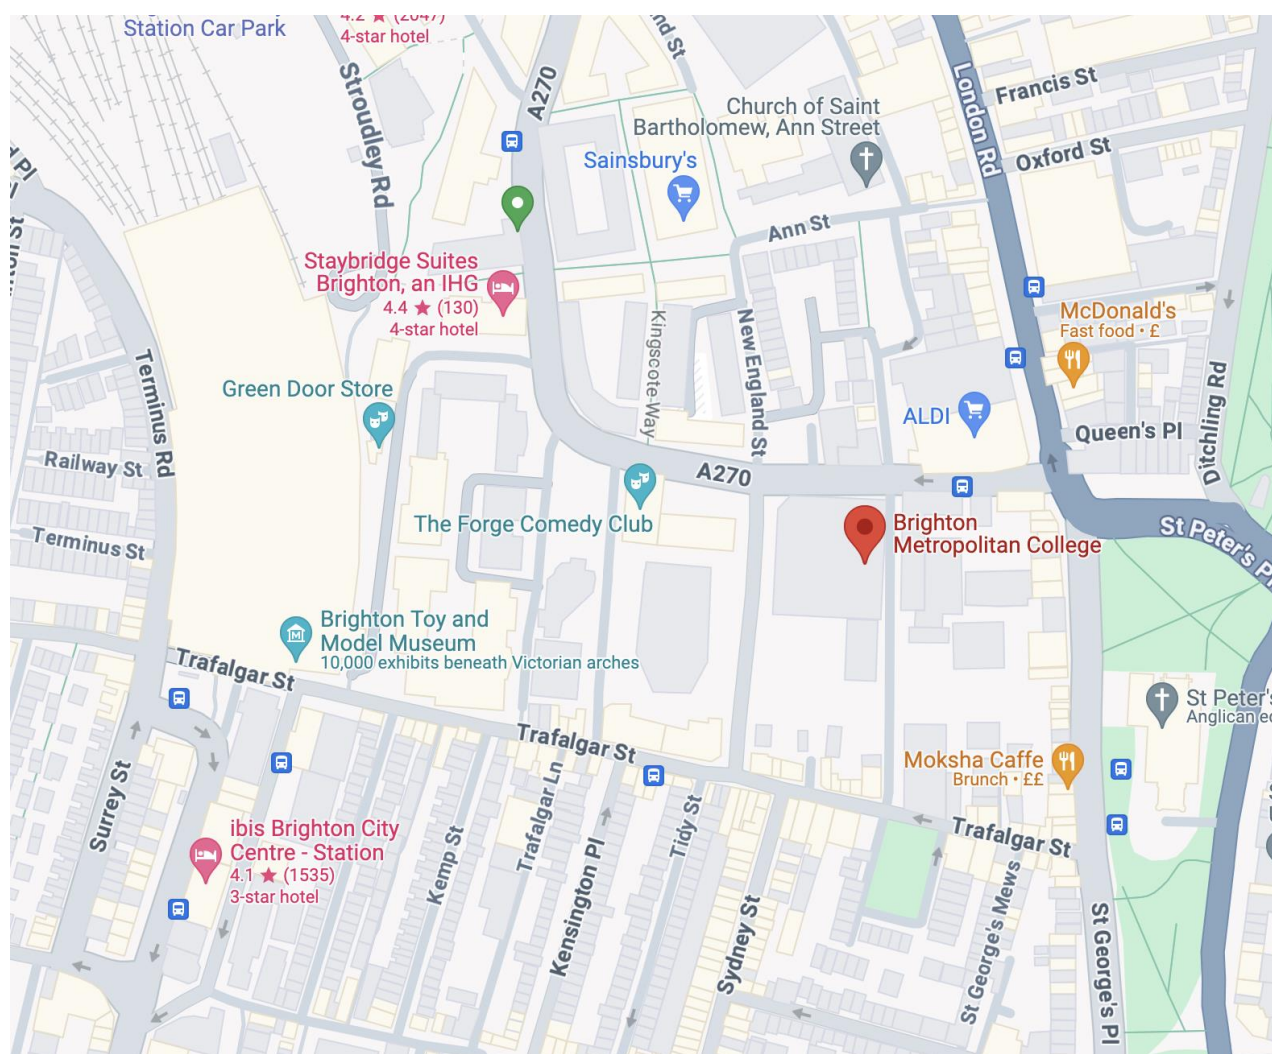 Station Car Park
4.2 ★ (2047)
4-star hotel
Stroudley Rd
A270
London Rd
Francis St
Oxford St
Church of Saint
Bartholomew, Ann Street
Sainsbury's
Ann St
Staybridge Suites
Brighton, an IHG
4.4 ★ (130)
4-star hotel
McDonald's
Fast food • £
Kingscote-Way
New England St
Terminus Rd
Green Door Store
ALDI
Queen's Pl
Ditchling Rd
Railway St
A270
Terminus St
The Forge Comedy Club
Brighton
Metropolitan College
St Peter's P
Brighton Toy and
Model Museum
10,000 exhibits beneath Victorian arches
Trafalgar St
St Peter's
Anglican
Trafalgar St
Moksha Caffe
Brunch • ££
Surrey St
ibis Brighton City
Centre - Station
4.1 ★ (1535)
3-star hotel
Kemp St
Trafalgar Ln
Kensington Pl
Tidy St
Sydney St
Trafalgar St
St George's Mews
St George's Pl